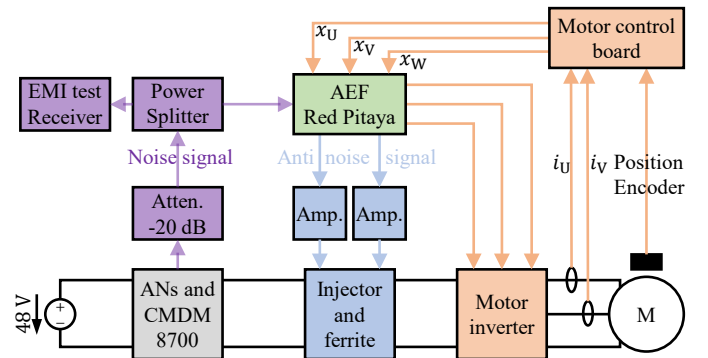 x_U
x_V
x_W
Motor control
board
EMI test
Receiver
Power
Splitter
AEF
Red Pitaya
Noise signal
Anti noise signal
i_U
i_V
Position
Encoder
Atten.
-20 dB
Amp.
Amp.
48 V
+
−
ANs and
CMDM
8700
Injector
and
ferrite
Motor
inverter
M